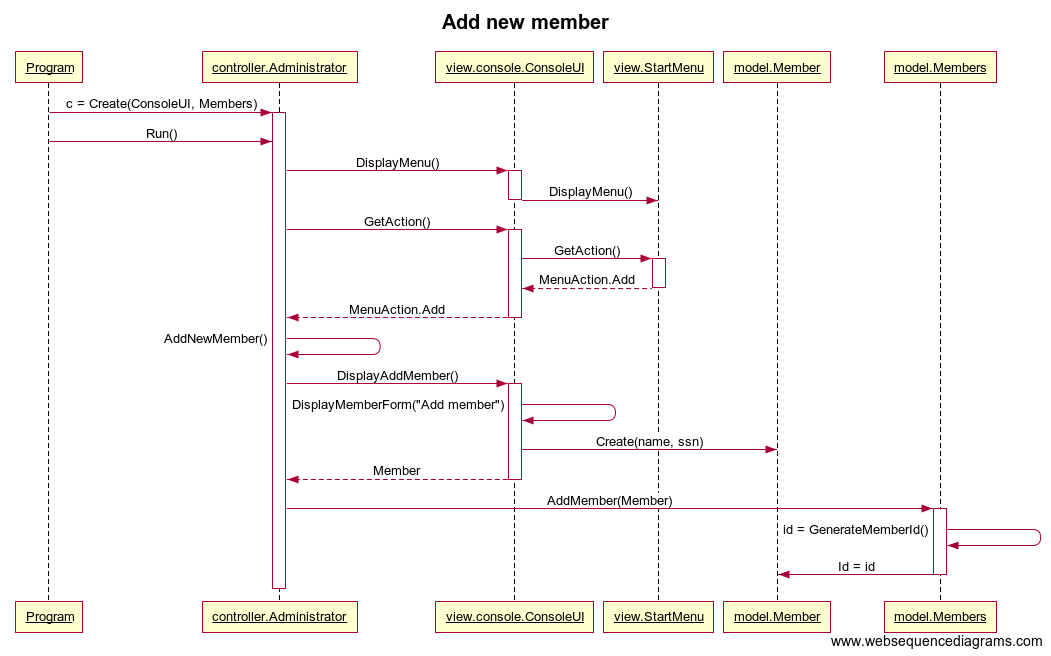 Add new member
Program
controller.Administrator
view.console.ConsoleUI
view.StartMenu
model.Member
model.Members
c = Create(ConsoleUI, Members)
Run()
DisplayMenu()
DisplayMenu()
GetAction()
GetAction()
MenuAction.Add
MenuAction.Add
AddNewMember()
DisplayAddMember()
DisplayMemberForm("Add member")
Create(name, ssn)
Member
AddMember(Member)
id = GenerateMemberId()
Id = id
Program
controller.Administrator
view.console.ConsoleUI
view.StartMenu
model.Member
model.Members
www.websequencediagrams.com